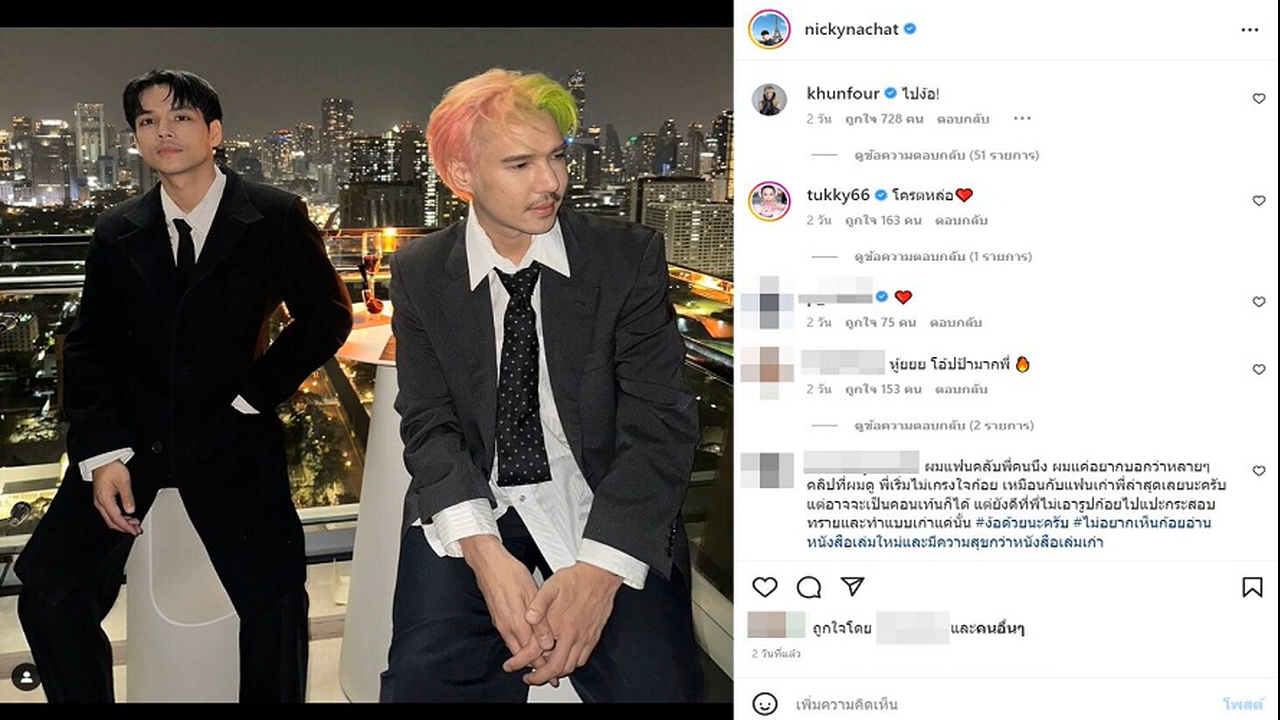 nickynachat
khunfour ไปง้อ!
2 วัน ถูกใจ 728 คน ตอบกลับ
ดูข้อความตอบกลับ (51 รายการ)
tukky66 โครตหล่อ❤️
2 วัน ถูกใจ 163 คน ตอบกลับ
ดูข้อความตอบกลับ (1 รายการ)
❤️
2 วัน ถูกใจ 75 คน ตอบกลับ
หู้ยยย โอ้ปป้ามากพี่ 🔥
2 วัน ถูกใจ 153 คน ตอบกลับ
ดูข้อความตอบกลับ (2 รายการ)
ผมแฟนคลับพี่คนนึง ผมแค่อยากบอกว่าหลายๆ
คลิปที่ผมดู พี่เริ่มไม่เกรงใจก้อย เหมือนกับแฟนเก่าพี่ล่าสุดเลยนะครับ
แต่อาจจะเป็นคอนเท้นก็ได้ แต่ยังดีที่พี่ไม่เอารูปก้อยไปแปะกระสอบ
ทรายและทำแบบเก่าแค่นั้น #ง้อด้วยนะครับ #ไม่อยากเห็นก้อยอ่าน
หนังสือเล่มใหม่และมีความสุขกว่าหนังสือเล่มเก่า
ถูกใจโดย และคนอื่นๆ
2 วันที่แล้ว
เพิ่มความคิดเห็น โพสต์